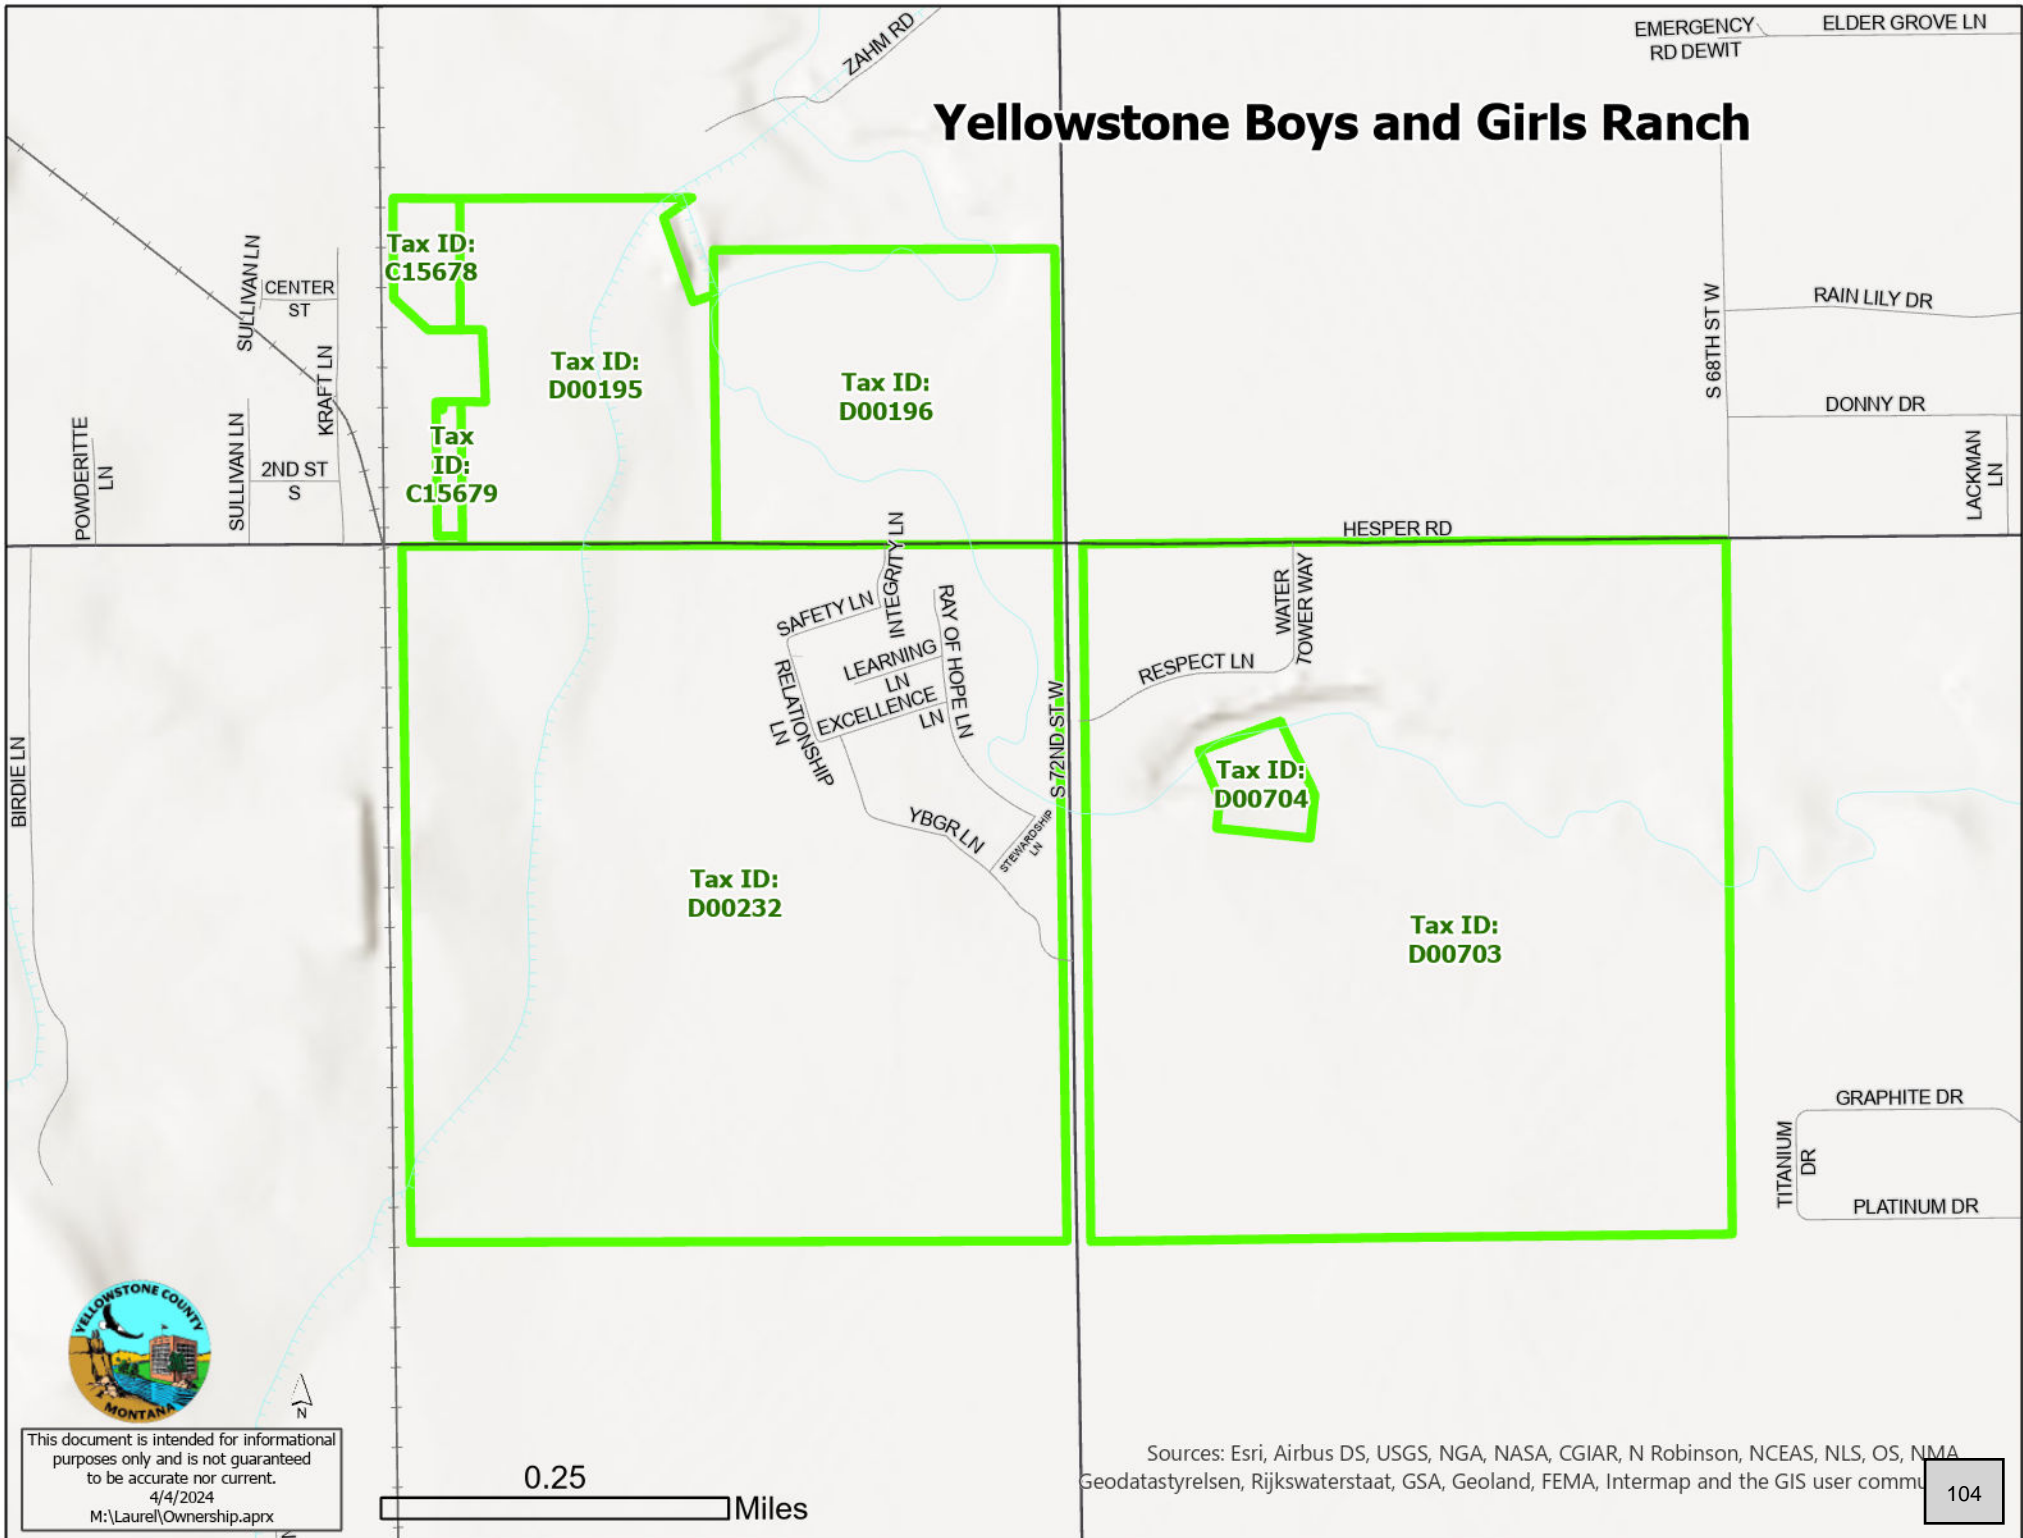 EMERGENCY
RD DEWIT
ELDER GROVE LN
ZAHM RD
Yellowstone Boys and Girls Ranch
Tax ID:
C15678
SULLIVAN LN
CENTER
ST
KRAFT LN
Tax ID:
D00195
Tax ID:
D00196
S 68TH ST W
RAIN LILY DR
DONNY DR
LACKMAN
LN
POWDERITTE
LN
SULLIVAN LN
2ND ST
S
Tax
ID:
C15679
HESPER RD
INTEGRITY LN
SAFETY LN
RAY OF HOPE LN
LEARNING
LN
RELATIONSHIP
LN
EXCELLENCE
LN
WATER
TOWER WAY
RESPECT LN
S 72ND ST W
BIRDIE LN
Tax ID:
D00704
YBGR LN
STEWARDSHIP
LN
Tax ID:
D00232
Tax ID:
D00703
GRAPHITE DR
TITANIUM
DR
PLATINUM DR
YELLOWSTONE COUNTY
MONTANA
N
This document is intended for informational
purposes only and is not guaranteed
to be accurate nor current.
4/4/2024
M:\Laurel\Ownership.aprx
0.25
Miles
Sources: Esri, Airbus DS, USGS, NGA, NASA, CGIAR, N Robinson, NCEAS, NLS, OS, NMA,
Geodatastyrelsen, Rijkswaterstaat, GSA, Geoland, FEMA, Intermap and the GIS user commu
104